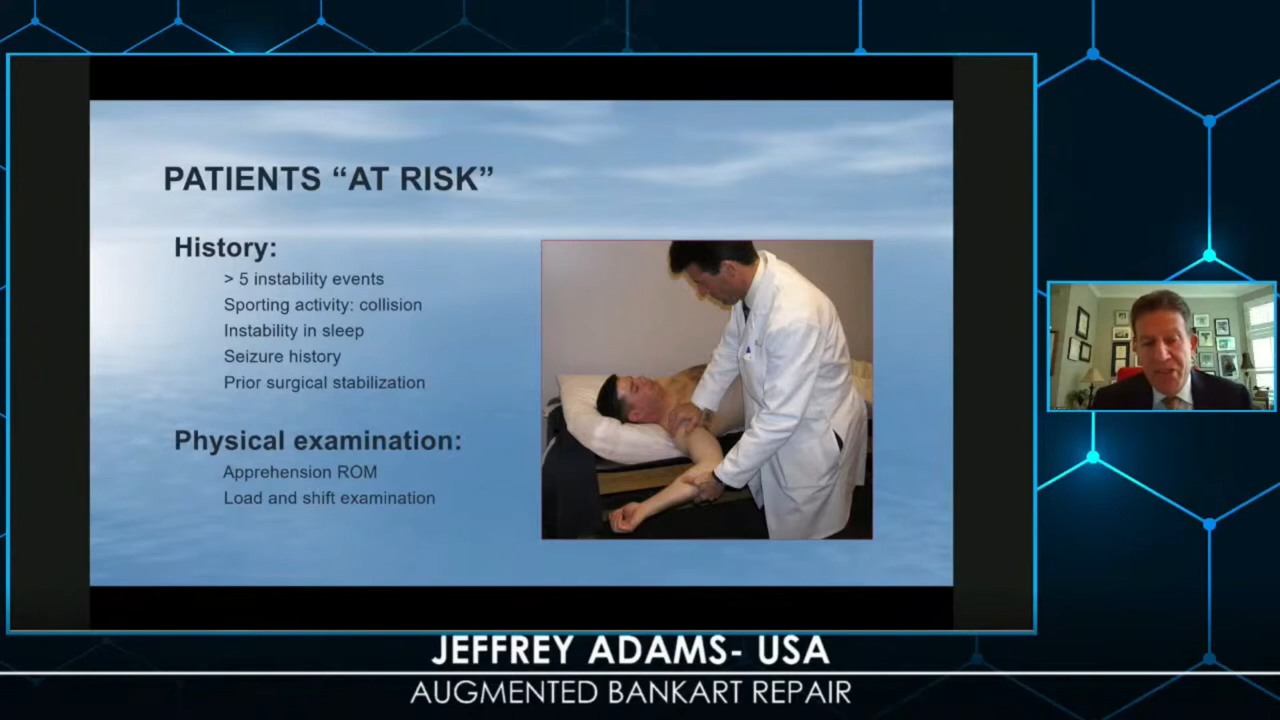 PATIENTS “AT RISK”
History:
> 5 instability events
Sporting activity: collision
Instability in sleep
Seizure history
Prior surgical stabilization
Physical examination:
Apprehension ROM
Load and shift examination
JEFFREY ADAMS- USA
AUGMENTED BANKART REPAIR